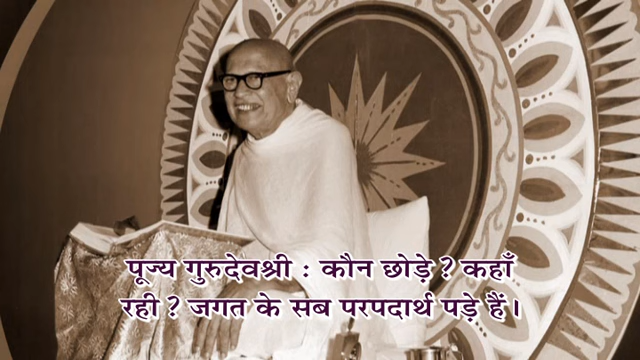 पूज्य गुरुदेवश्री : कौन छोड़े ? कहाँ
रही ? जगत के सब परपदार्थ पड़े हैं।